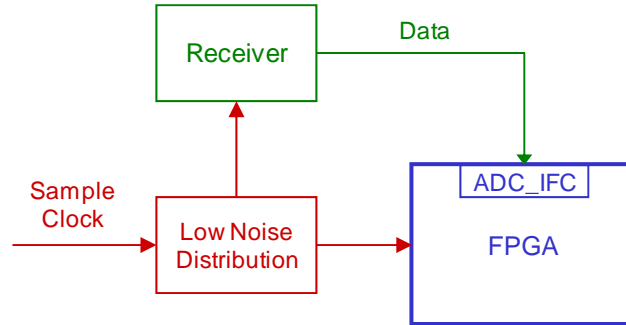 Receiver
Data
ADC_IFC
Sample
Clock
Low Noise
Distribution
FPGA